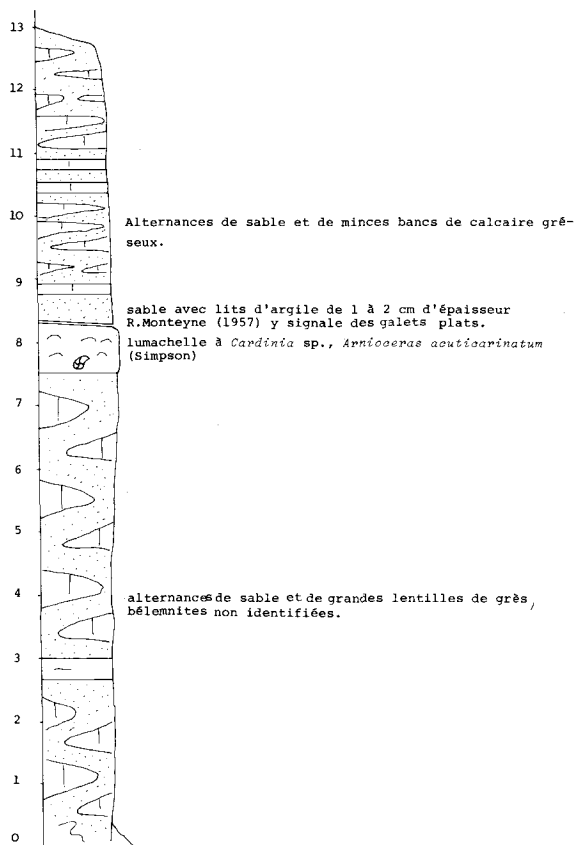 13
12
11
10
Alternances de sable et de minces bancs de calcaire gré-
seux.
9
sable avec lits d'argile de 1 à 2 cm d'épaisseur
R.Monteyne (1957) y signale des galets plats.
8
lumachelle à Cardinia sp., Arnioceras acuticarinatum
(Simpson)
7
6
5
4
alternances de sable et de grandes lentilles de grès,
bélemnites non identifiées.
3
2
1
0